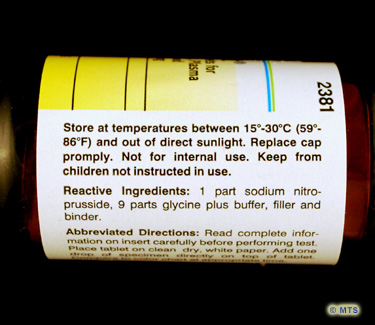 s for
Plasma
2381
Store at temperatures between 15°-30°C (59°-
86°F) and out of direct sunlight. Replace cap
promply. Not for internal use. Keep from
children not instructed in use.
Reactive Ingredients: 1 part sodium nitro-
prusside, 9 parts glycine plus buffer, filler and
binder.
Abbreviated Directions: Read complete infor-
mation on insert carefully before performing test.
Place tablet on clean dry, white paper. Add one
drop of specimen directly on top of tablet.
© MTS